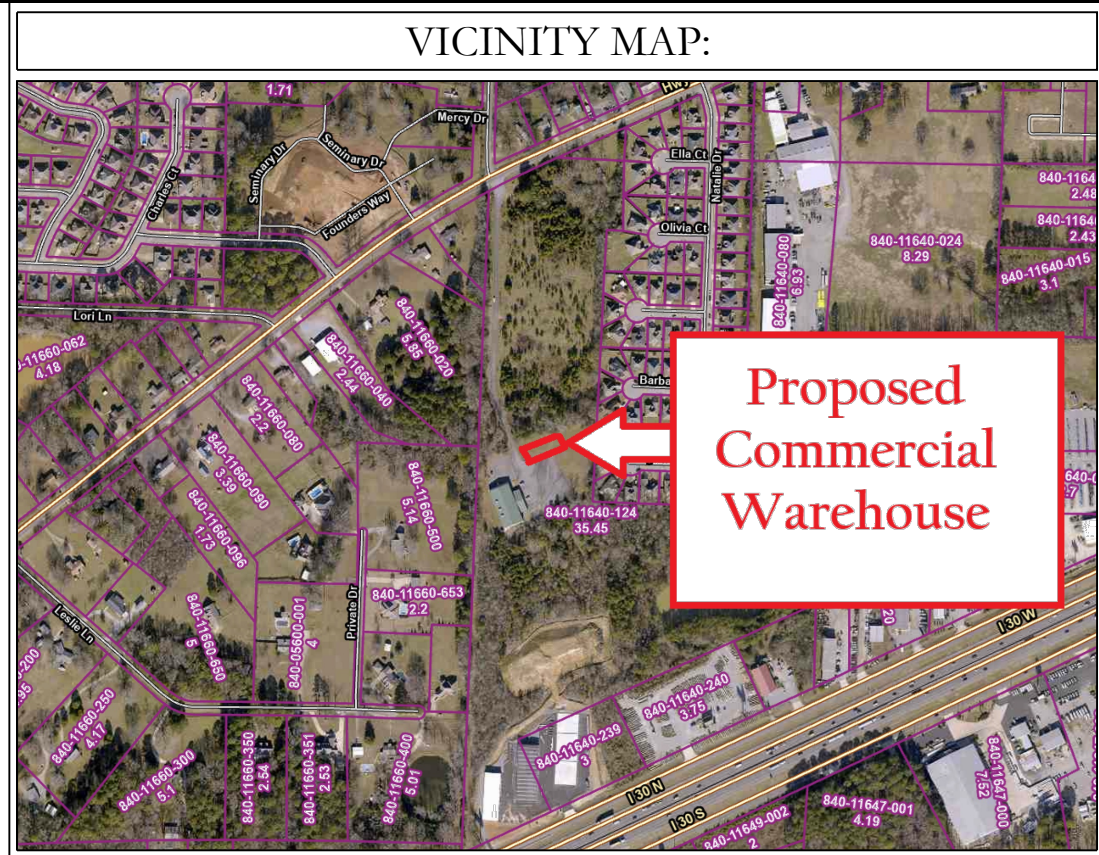 VICINITY MAP:
1.71
Hwy
Mercy Dr
Seminary Dr
Seminary Dr
Founders Way
Charles Ct
Ella Ct
Natalie Dr
Olivia Ct
840-11640-080
6.93
840-11640-024
8.29
2.48
2.43
840-11640-015
3.1
Lori Ln
4.18
840-11660-020
5.85
840-11660-040
2.44
840-11660-080
2.2
840-11660-090
3.39
840-11660-096
1.73
840-11660-500
5.14
Proposed
Commercial
Warehouse
840-11640-124
35.45
840-11660-653
2.2
Private Dr
840-05600-001
4
840-11660-650
5
Leslie Ln
I 30 W
840-11640-240
3.75
840-11640-239
3
840-11660-250
4.17
840-11660-300
5.1
840-11660-350
2.54
840-11660-351
2.53
840-11660-400
5.01
I 30 N
I 30 S
840-11647-000
7.52
840-11647-001
4.19
840-11649-002
2